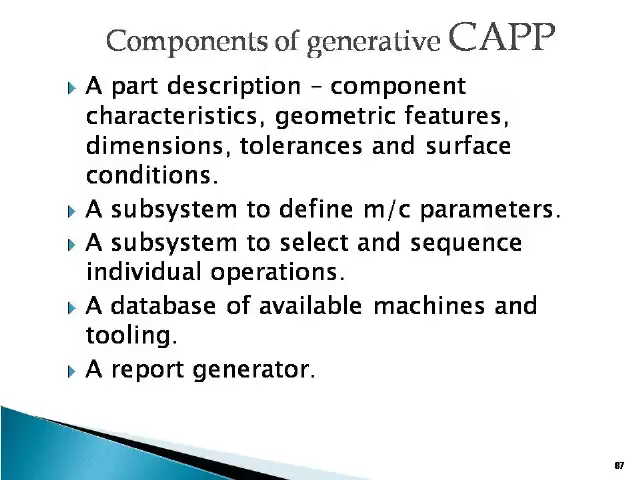 Components of generative CAPP
A part description – component
characteristics, geometric features,
dimensions, tolerances and surface
conditions.
A subsystem to define m/c parameters.
A subsystem to select and sequence
individual operations.
A database of available machines and
tooling.
A report generator.
07